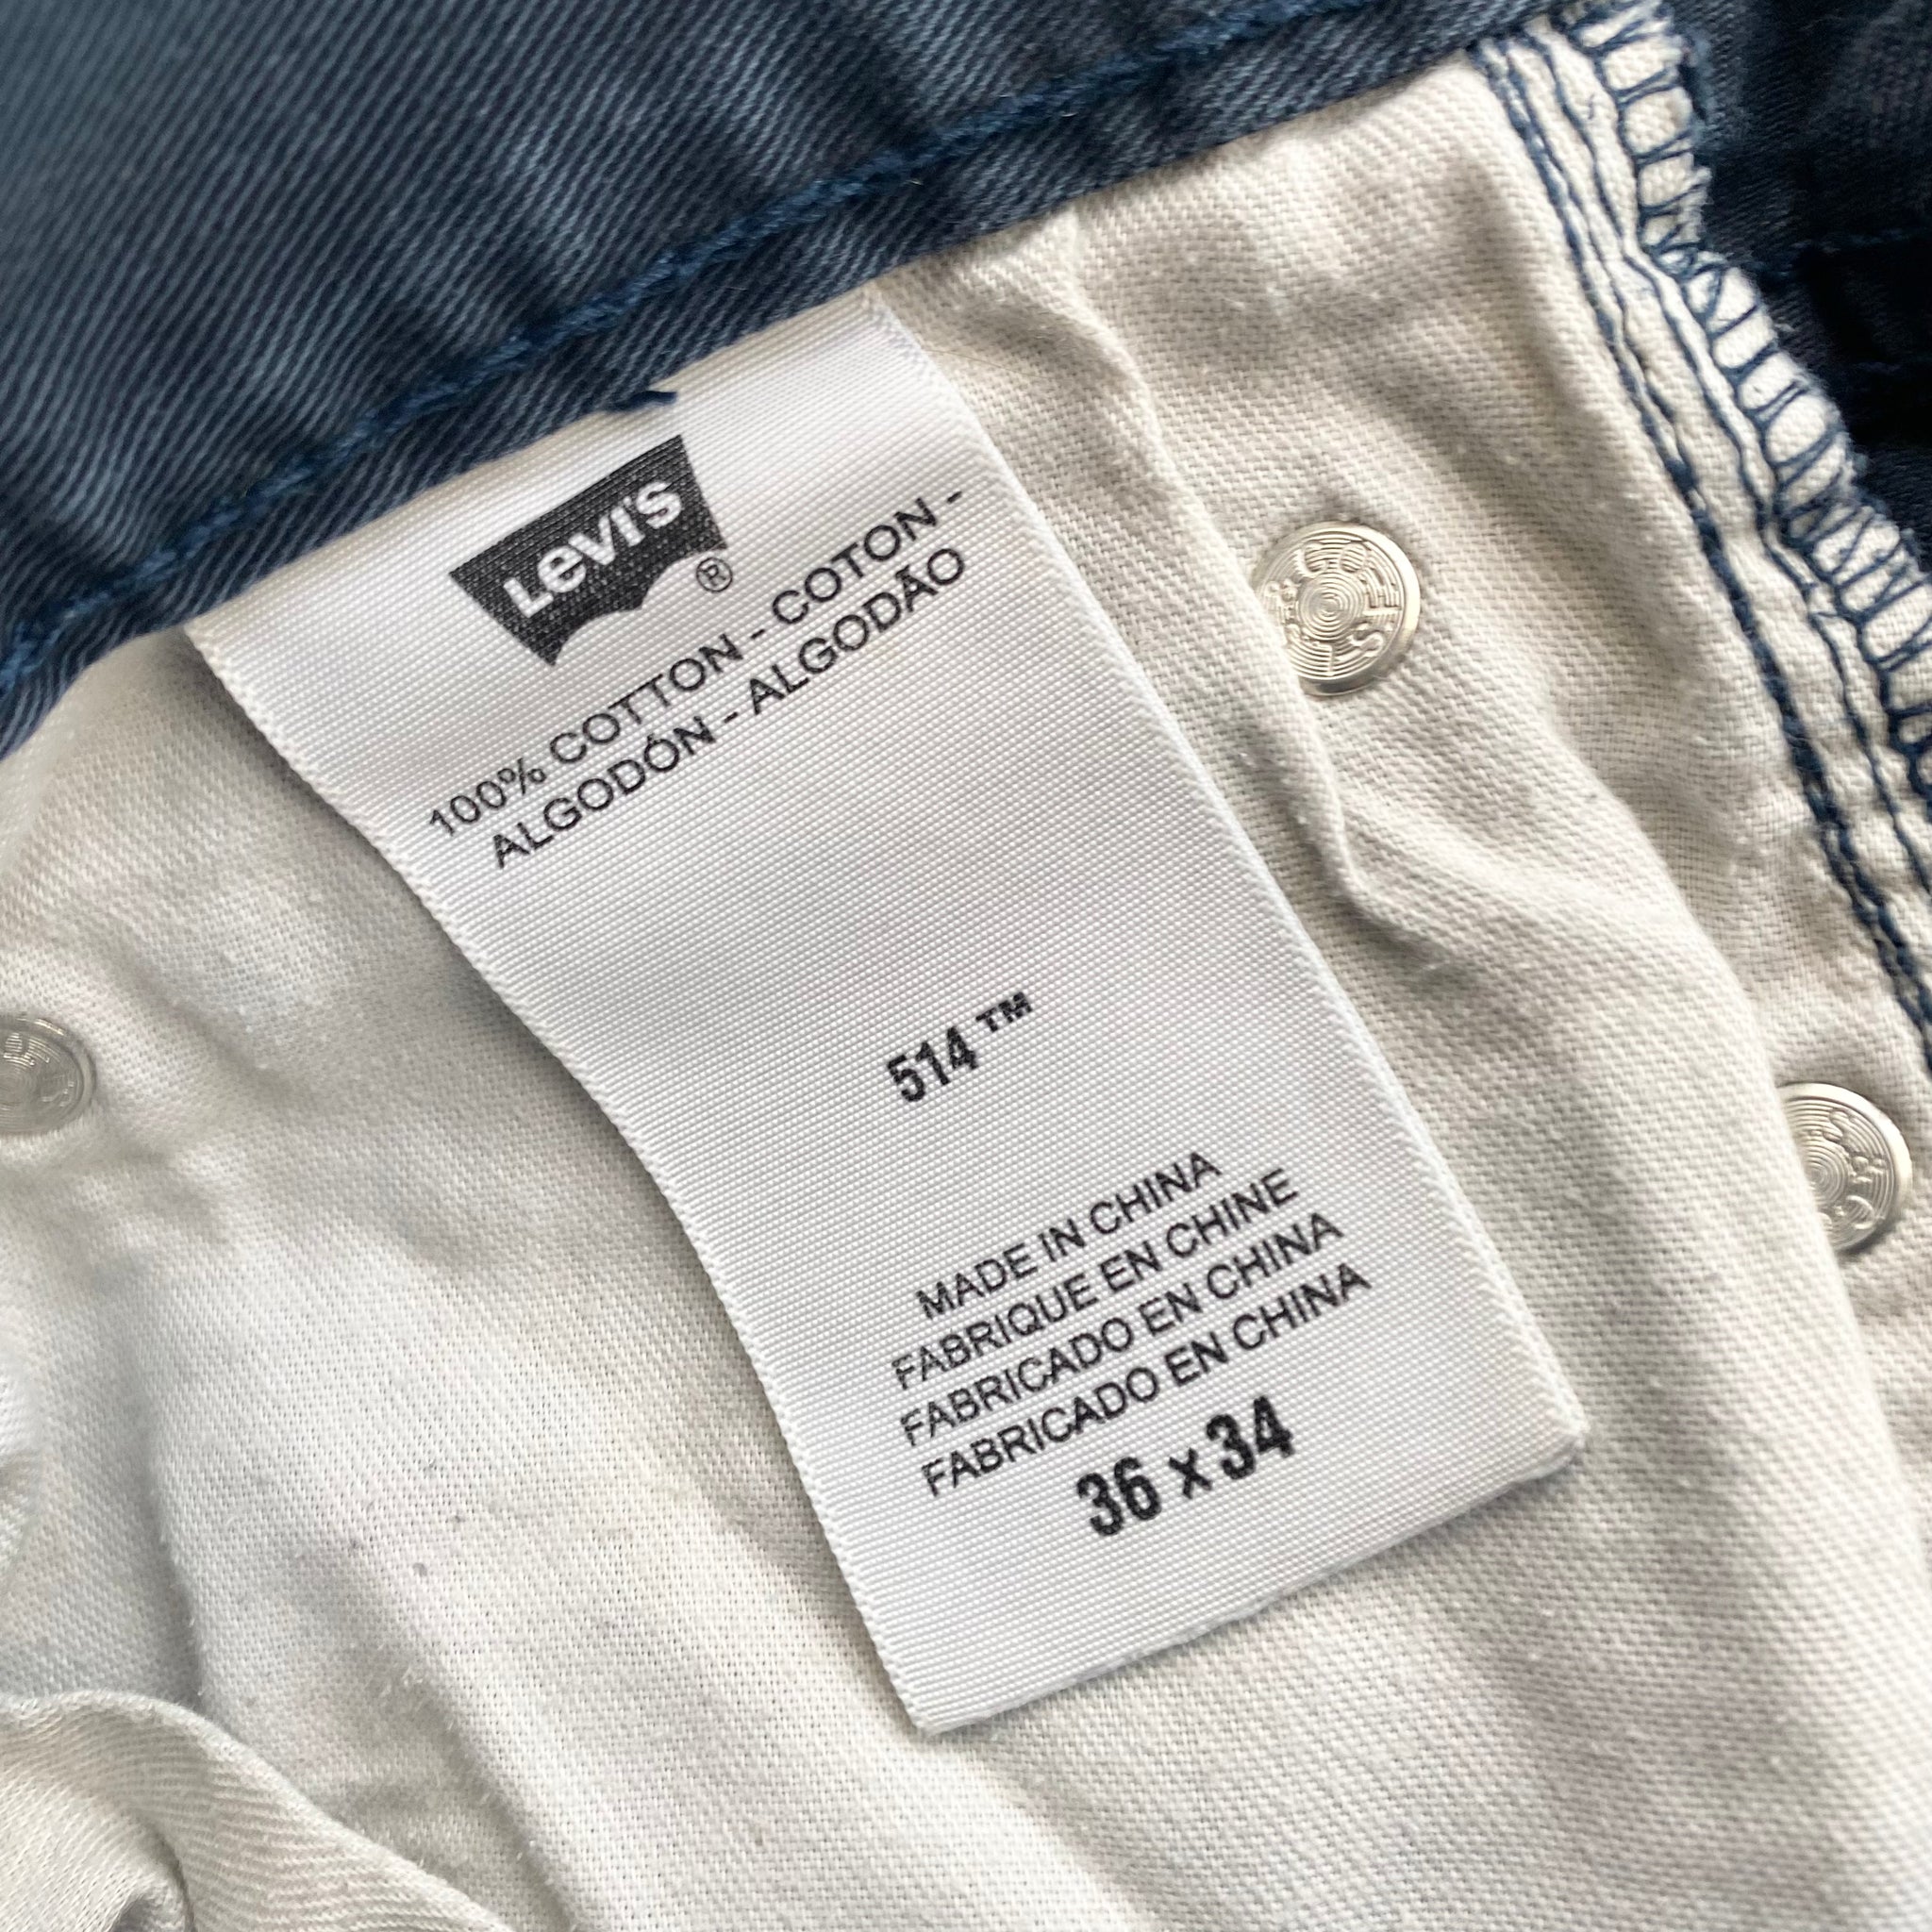 Levi's
®
100% COTTON - COTON -
ALGODÓN - ALGODÃO
514™
MADE IN CHINA
FABRIQUE EN CHINE
FABRICADO EN CHINA
FABRICADO EN CHINA
36 x 34